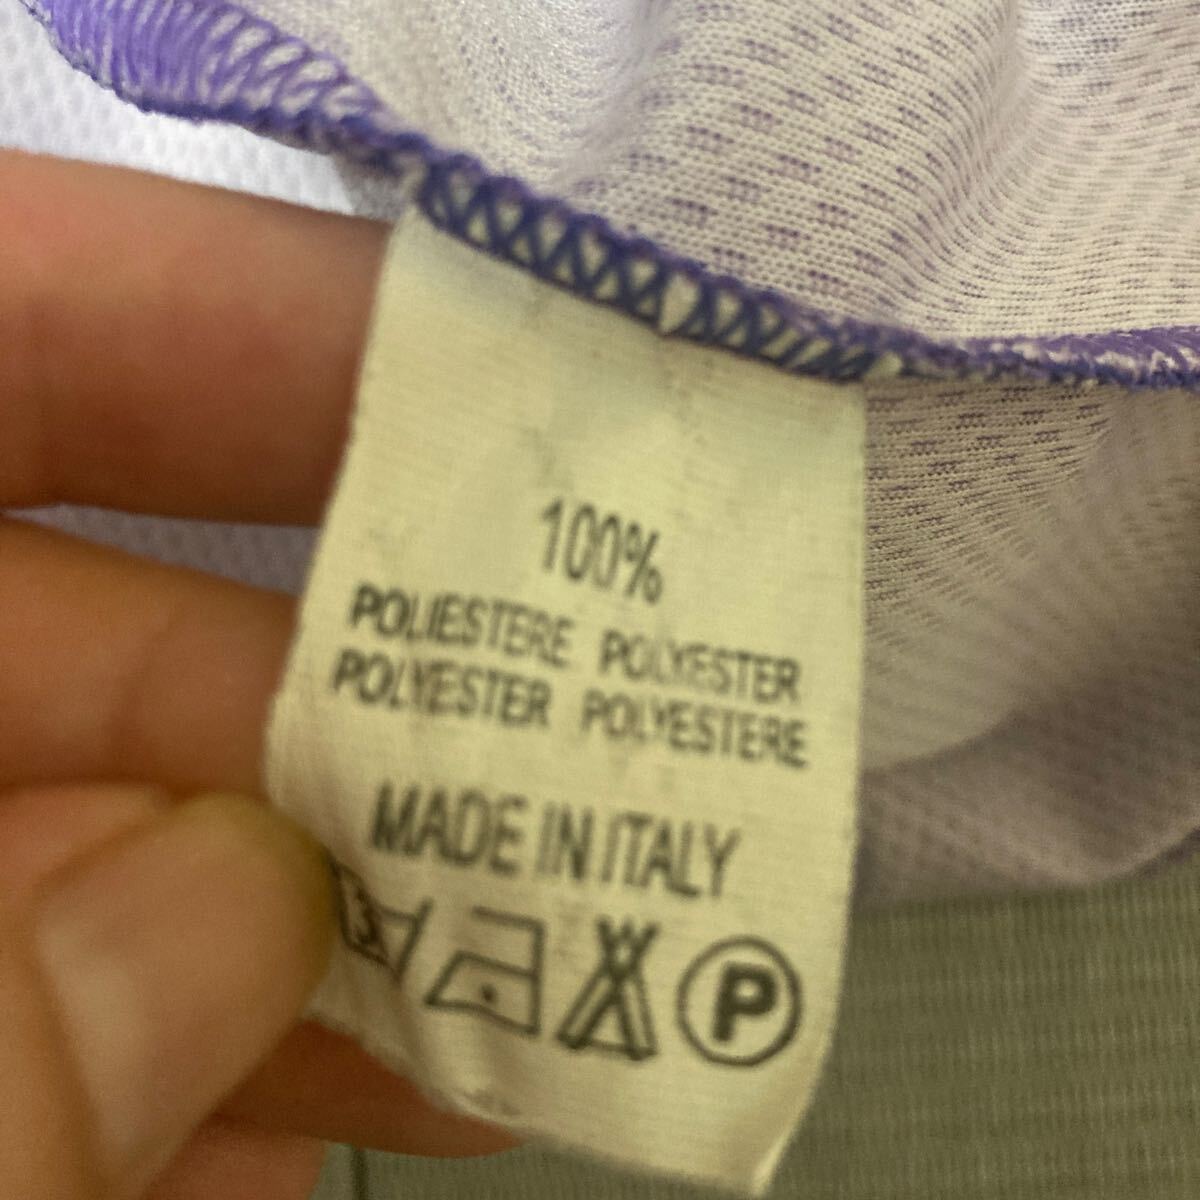 100%
POLIESTERE POLYESTER
POLYESTER POLYESTERE
MADE IN ITALY
P